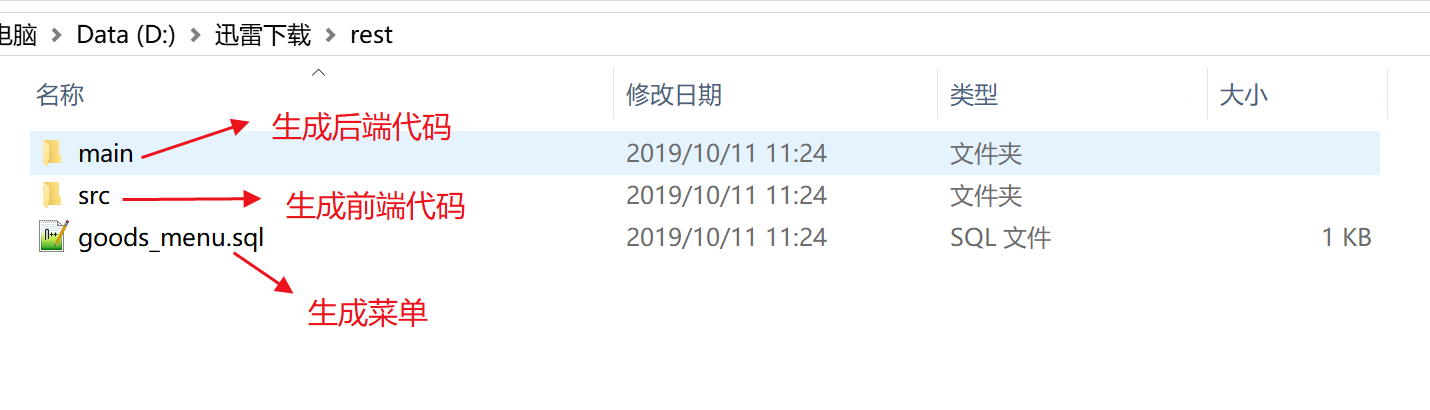 电脑 > Data (D:) > 迅雷下载 > rest
名称 修改日期 类型 大小
生成后端代码
main 2019/10/11 11:24 文件夹
src 2019/10/11 11:24 文件夹
生成前端代码
goods_menu.sql 2019/10/11 11:24 SQL 文件 1 KB
生成菜单